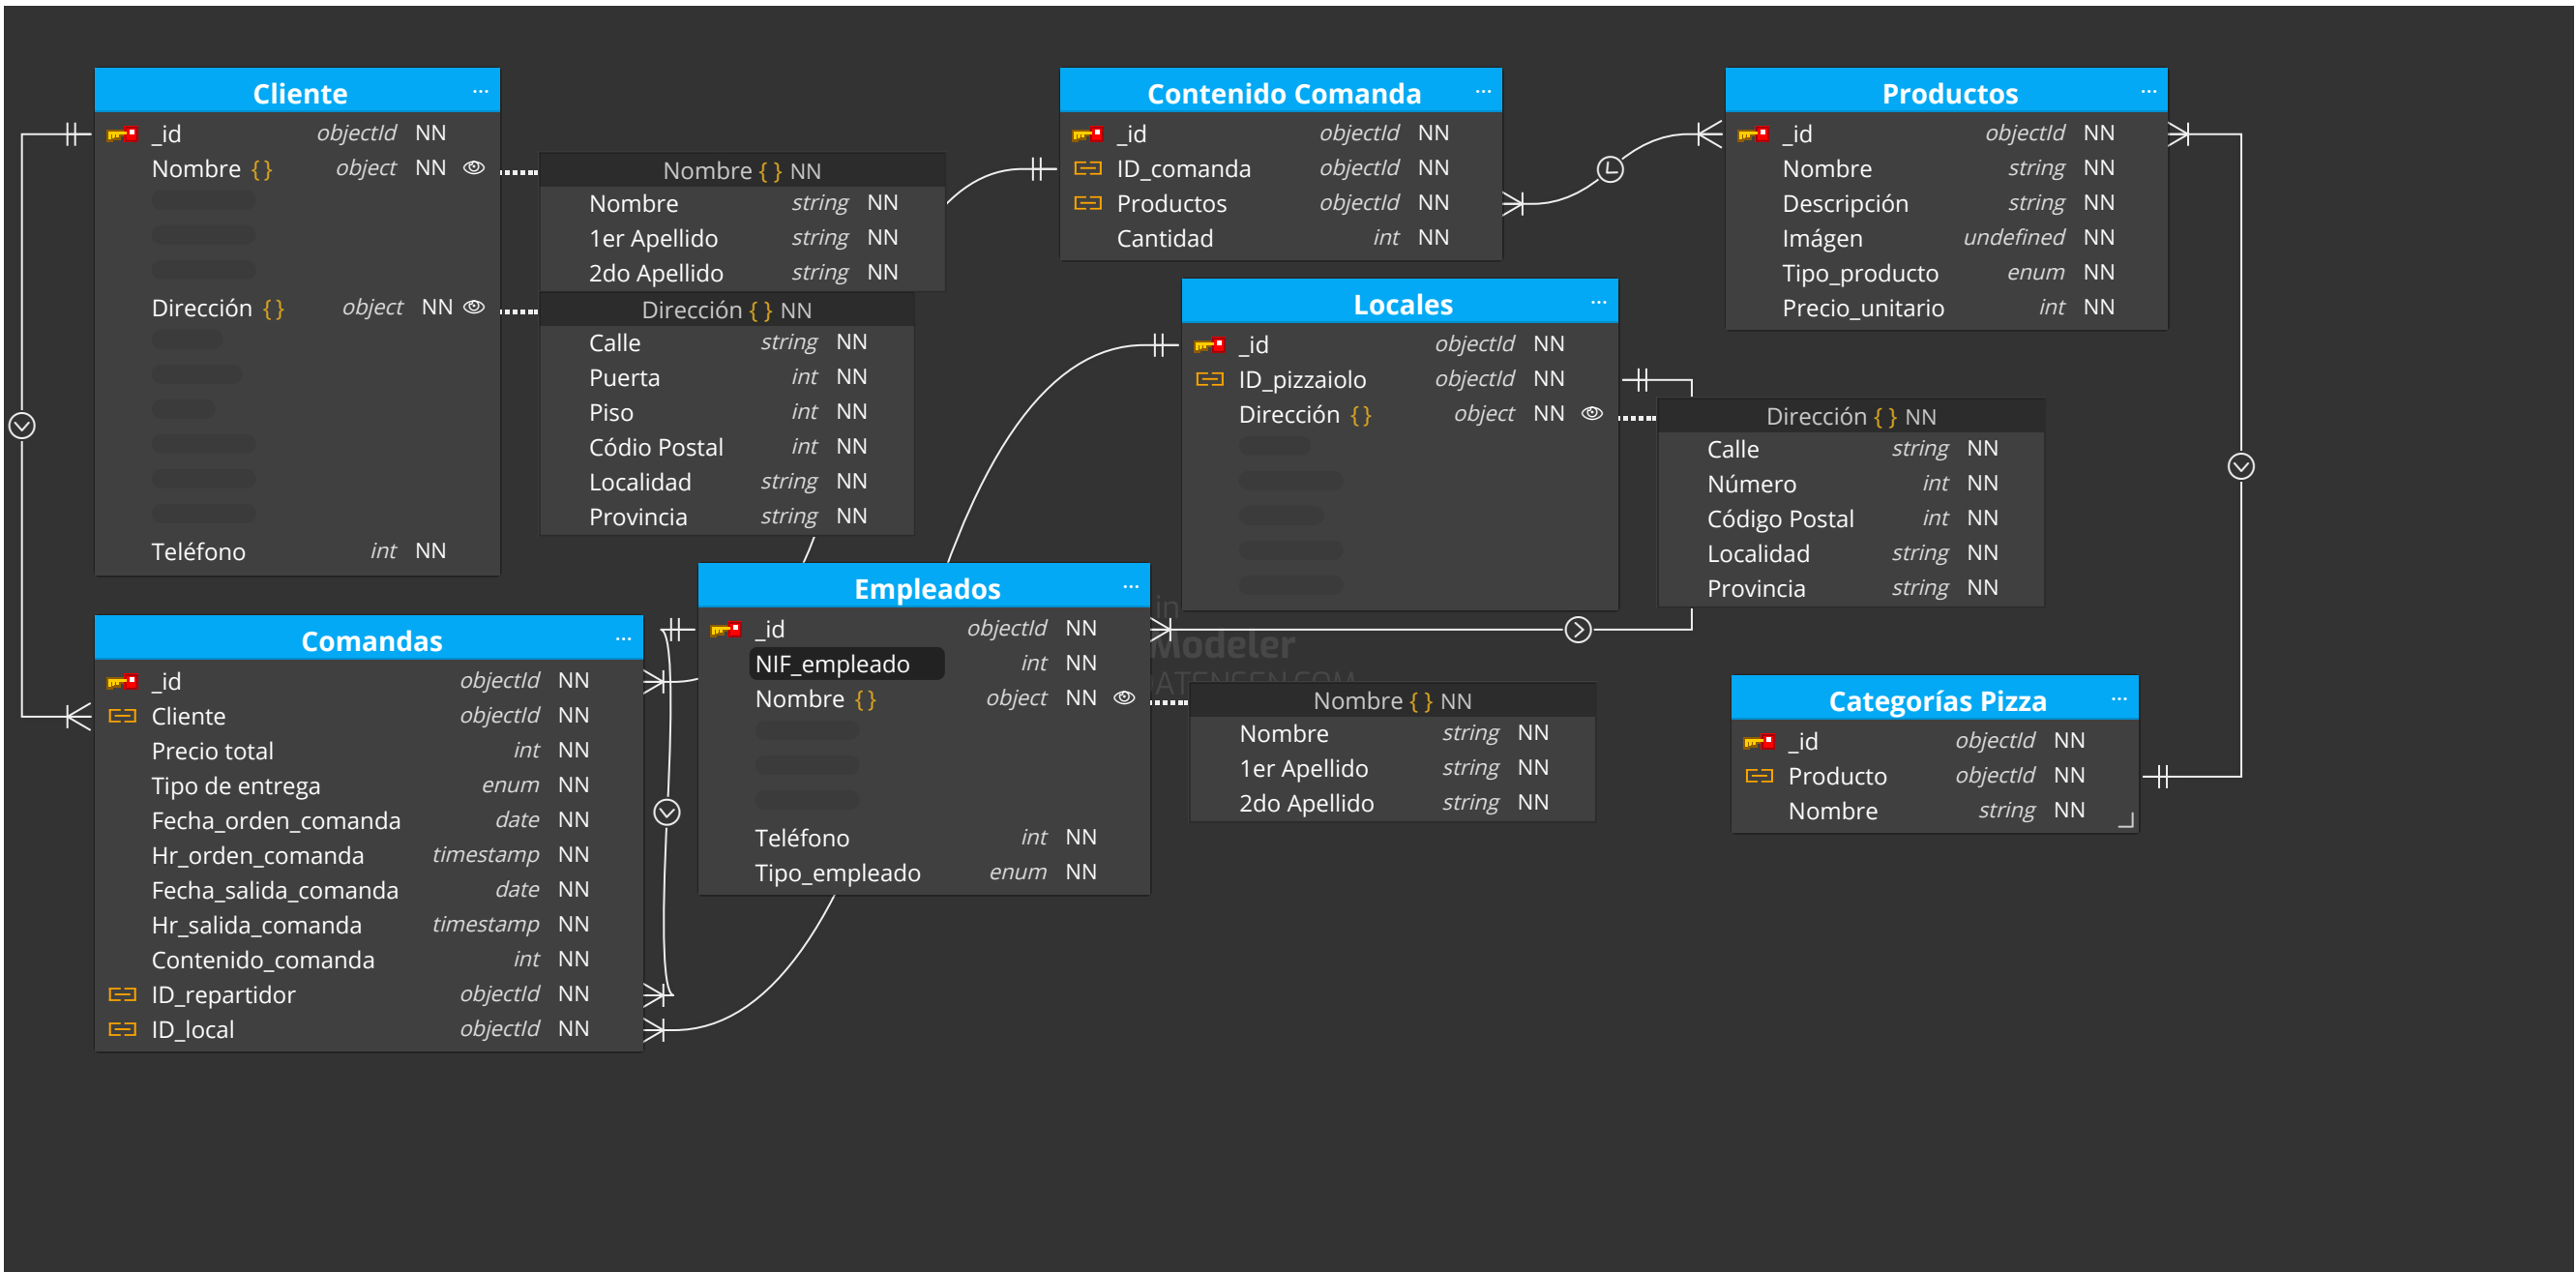 Cliente ...
_id objectId NN
Nombre {} object NN
Dirección {} object NN
Teléfono int NN
Nombre {} NN
Nombre string NN
1er Apellido string NN
2do Apellido string NN
Dirección {} NN
Calle string NN
Puerta int NN
Piso int NN
Códio Postal int NN
Localidad string NN
Provincia string NN
Contenido Comanda ...
_id objectId NN
ID_comanda objectId NN
Productos objectId NN
Cantidad int NN
Productos ...
_id objectId NN
Nombre string NN
Descripción string NN
Imágen undefined NN
Tipo_producto enum NN
Precio_unitario int NN
Locales ...
_id objectId NN
ID_pizzaiolo objectId NN
Dirección {} object NN
Dirección {} NN
Calle string NN
Número int NN
Código Postal int NN
Localidad string NN
Provincia string NN
Comandas ...
_id objectId NN
Cliente objectId NN
Precio total int NN
Tipo de entrega enum NN
Fecha_orden_comanda date NN
Hr_orden_comanda timestamp NN
Fecha_salida_comanda date NN
Hr_salida_comanda timestamp NN
Contenido_comanda int NN
ID_repartidor objectId NN
ID_local objectId NN
Empleados ...
_id objectId NN
NIF_empleado int NN
Nombre {} object NN
Teléfono int NN
Tipo_empleado enum NN
in
Modeler
Nombre {} NN
Nombre string NN
1er Apellido string NN
2do Apellido string NN
Categorías Pizza ...
_id objectId NN
Producto objectId NN
Nombre string NN